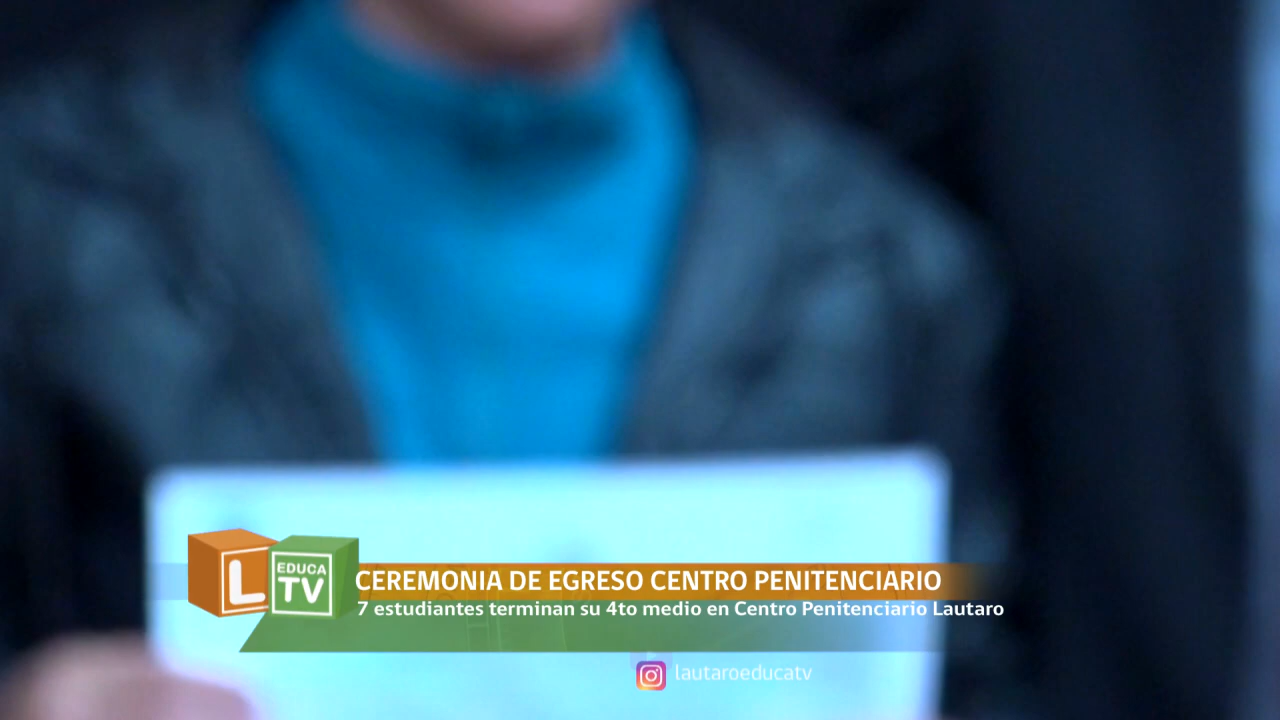 L
EDUCA
TV
CEREMONIA DE EGRESO CENTRO PENITENCIARIO
7 estudiantes terminan su 4to medio en Centro Penitenciario Lautaro
lautaroeducatv